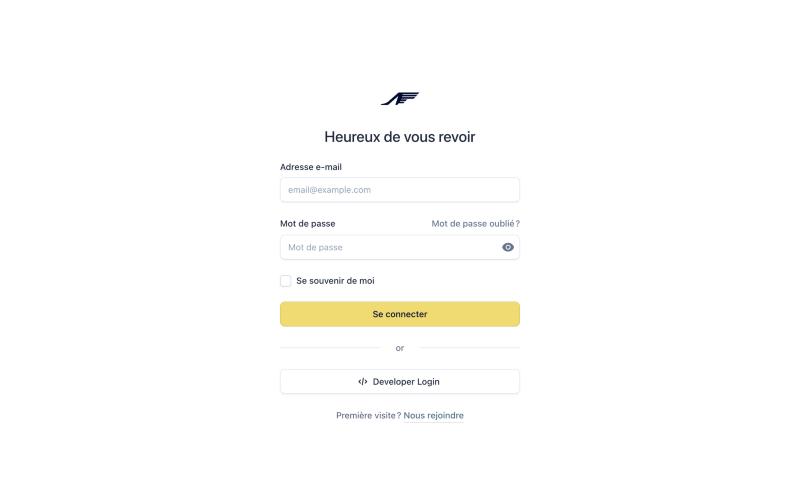 Heureux de vous revoir
Adresse e-mail
email@example.com
Mot de passe
Mot de passe oublié ?
Mot de passe
Se souvenir de moi
Se connecter
or
Developer Login
Première visite ? Nous rejoindre